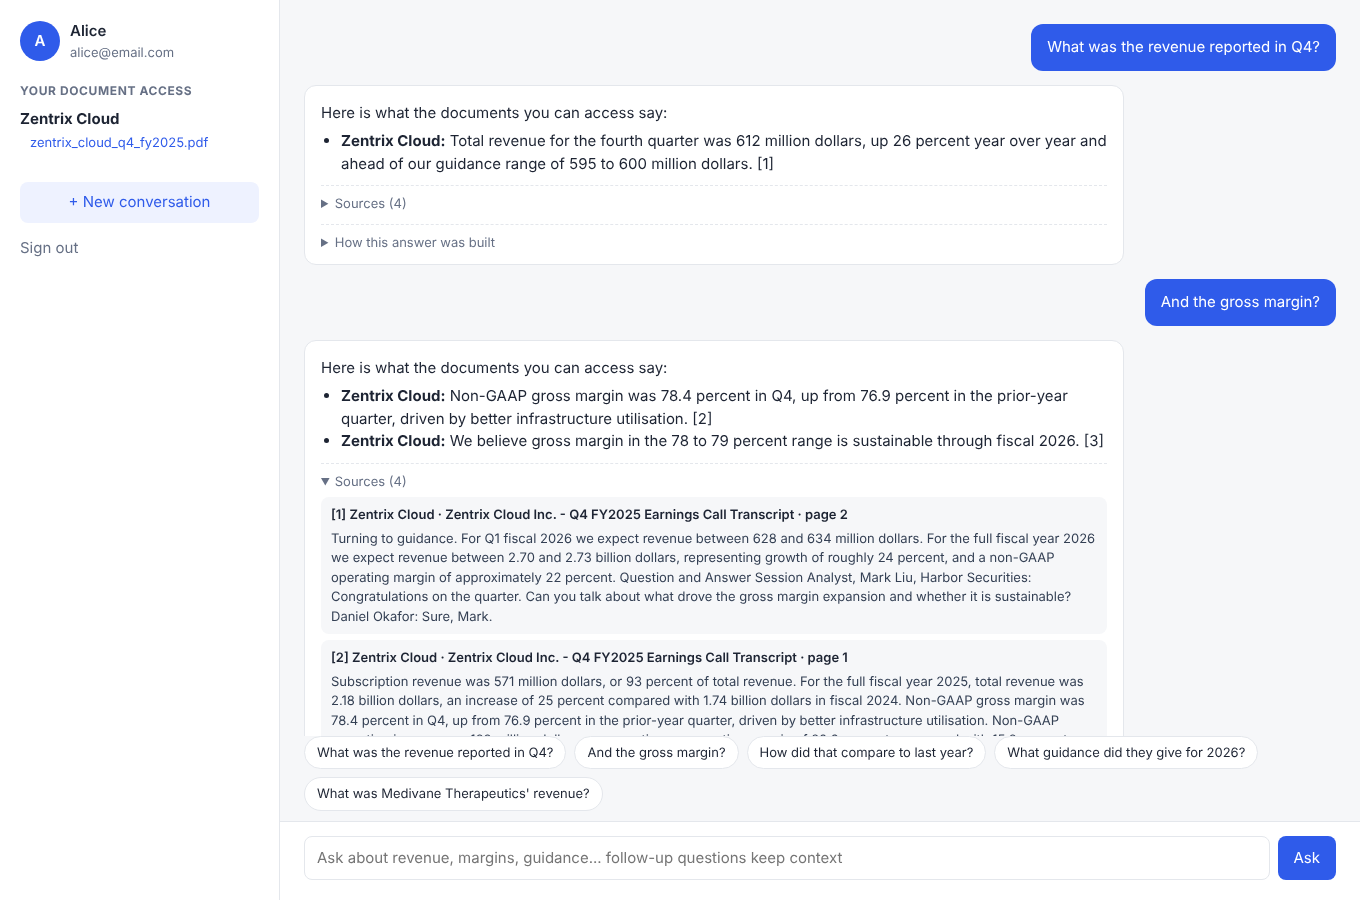 A
Alice
alice@email.com
YOUR DOCUMENT ACCESS
Zentrix Cloud
zentrix_cloud_q4_fy2025.pdf
+ New conversation
Sign out
What was the revenue reported in Q4?
Here is what the documents you can access say:
• Zentrix Cloud: Total revenue for the fourth quarter was 612 million dollars, up 26 percent year over year and
ahead of our guidance range of 595 to 600 million dollars. [1]
▶ Sources (4)
▶ How this answer was built
And the gross margin?
Here is what the documents you can access say:
• Zentrix Cloud: Non-GAAP gross margin was 78.4 percent in Q4, up from 76.9 percent in the prior-year
quarter, driven by better infrastructure utilisation. [2]
• Zentrix Cloud: We believe gross margin in the 78 to 79 percent range is sustainable through fiscal 2026. [3]
▼ Sources (4)
[1] Zentrix Cloud · Zentrix Cloud Inc. - Q4 FY2025 Earnings Call Transcript · page 2
Turning to guidance. For Q1 fiscal 2026 we expect revenue between 628 and 634 million dollars. For the full fiscal year 2026
we expect revenue between 2.70 and 2.73 billion dollars, representing growth of roughly 24 percent, and a non-GAAP
operating margin of approximately 22 percent. Question and Answer Session Analyst, Mark Liu, Harbor Securities:
Congratulations on the quarter. Can you talk about what drove the gross margin expansion and whether it is sustainable?
Daniel Okafor: Sure, Mark.
[2] Zentrix Cloud · Zentrix Cloud Inc. - Q4 FY2025 Earnings Call Transcript · page 1
Subscription revenue was 571 million dollars, or 93 percent of total revenue. For the full fiscal year 2025, total revenue was
2.18 billion dollars, an increase of 25 percent compared with 1.74 billion dollars in fiscal 2024. Non-GAAP gross margin was
78.4 percent in Q4, up from 76.9 percent in the prior-year quarter, driven by better infrastructure utilisation. Non-GAAP
What was the revenue reported in Q4?
And the gross margin?
How did that compare to last year?
What guidance did they give for 2026?
What was Medivane Therapeutics' revenue?
Ask about revenue, margins, guidance... follow-up questions keep context
Ask